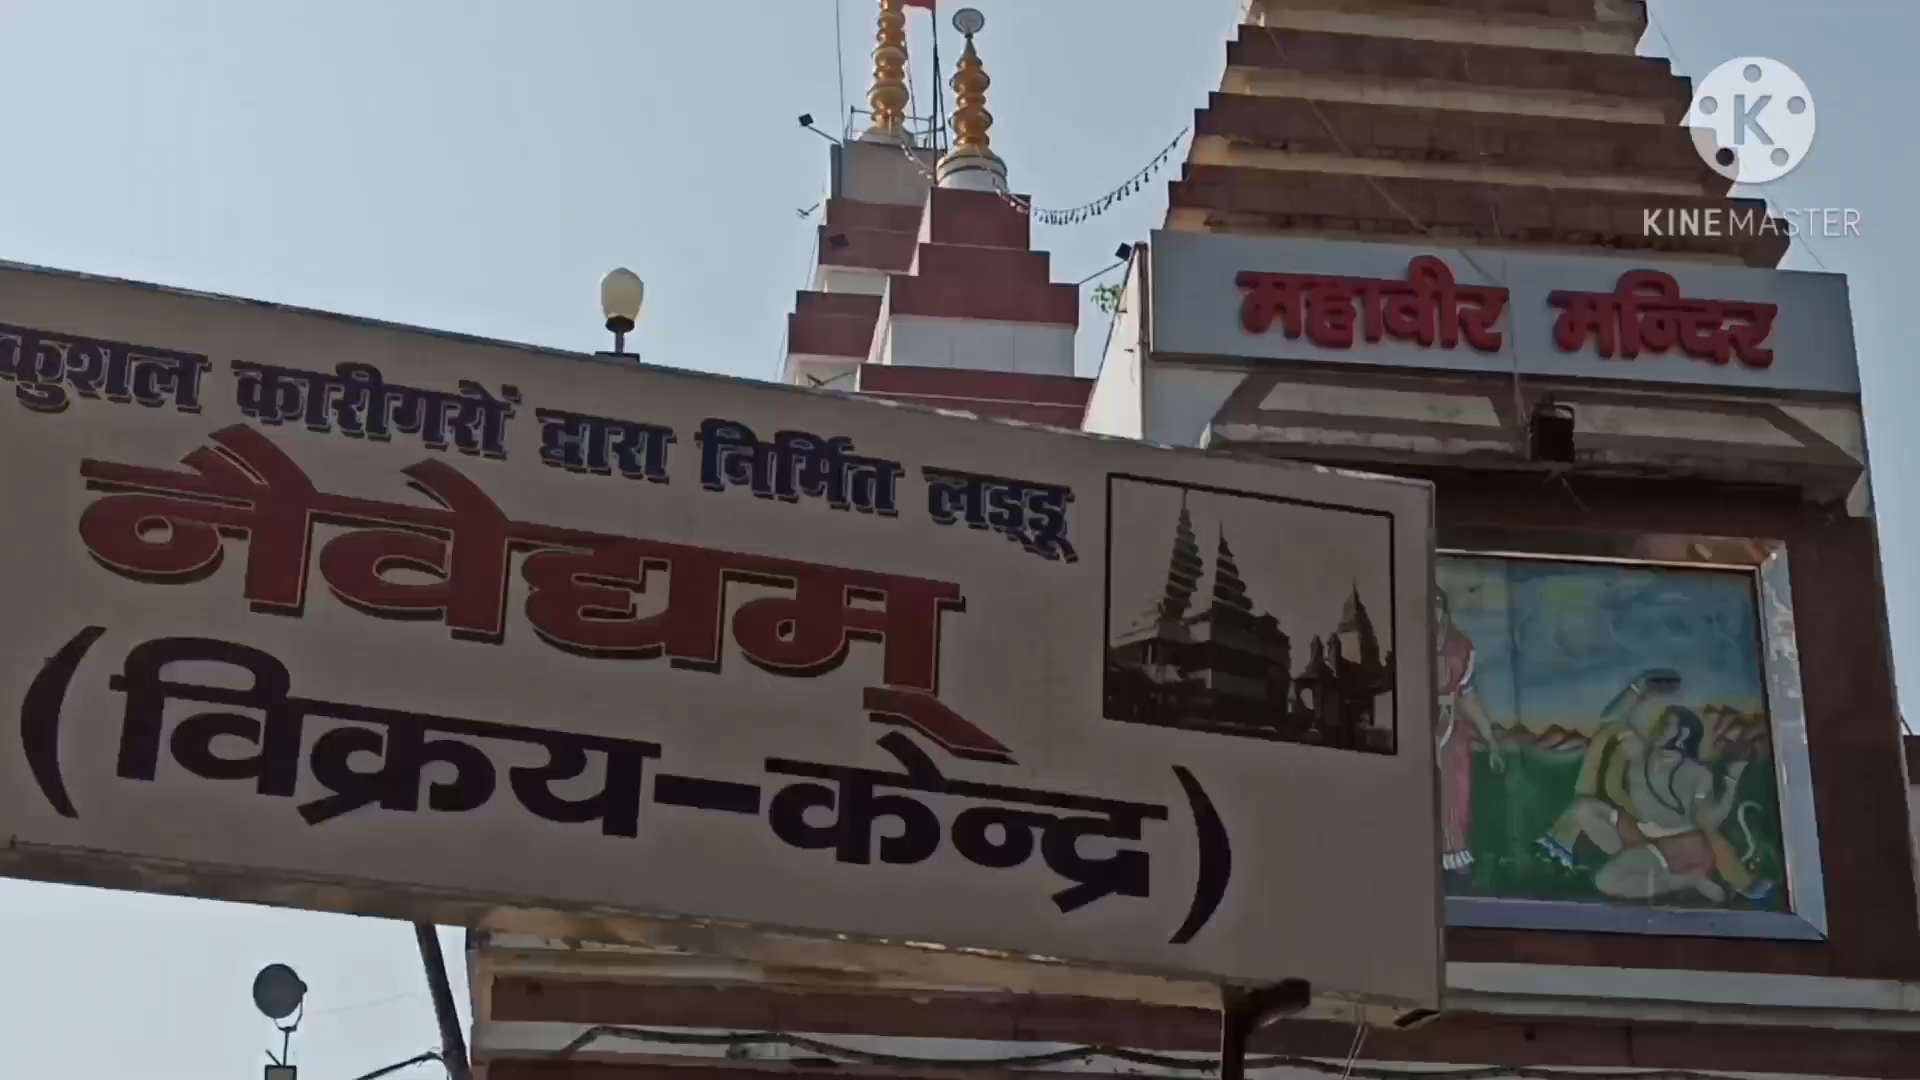 महावीर मन्दिर
कुशल कारीगरों द्वारा निर्मित लड्डू
नैवेद्यम्
(विक्रय-केन्द्र)
K
KINEMASTER